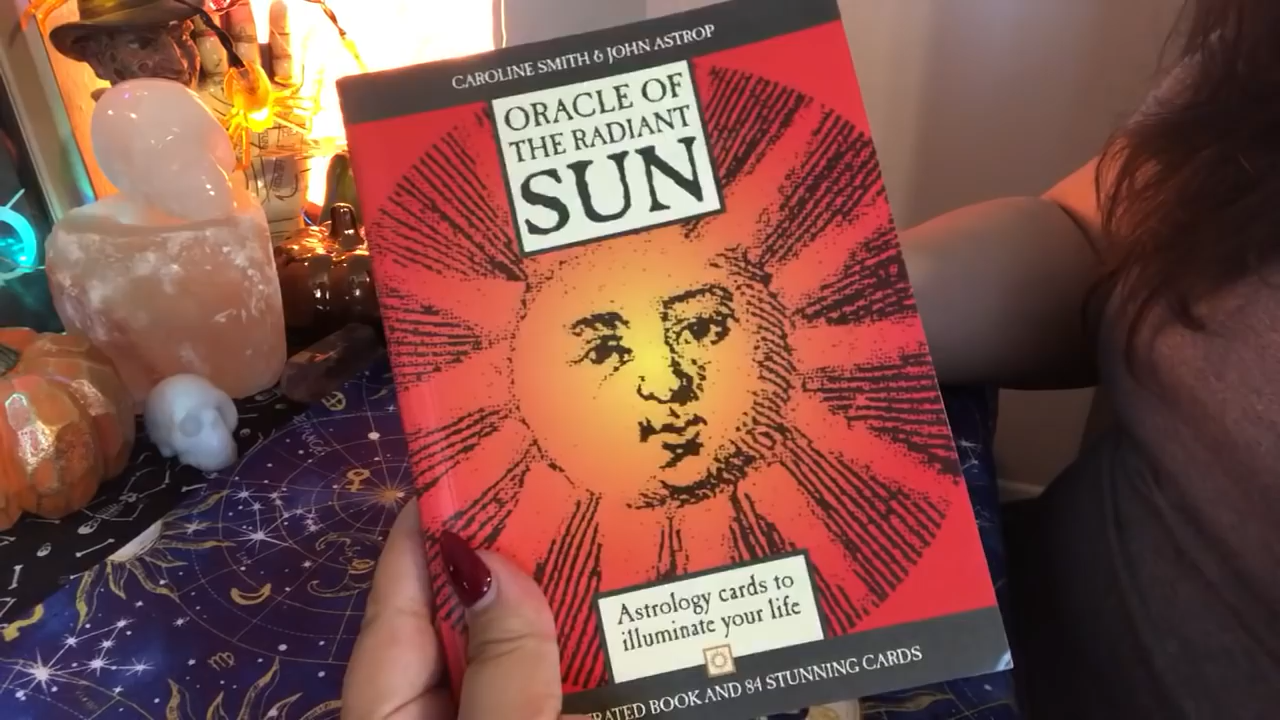 CAROLINE SMITH & JOHN ASTROP
ORACLE OF
THE RADIANT
SUN
Astrology cards to
illuminate your life
BOOK AND 84 STUNNING CARDS